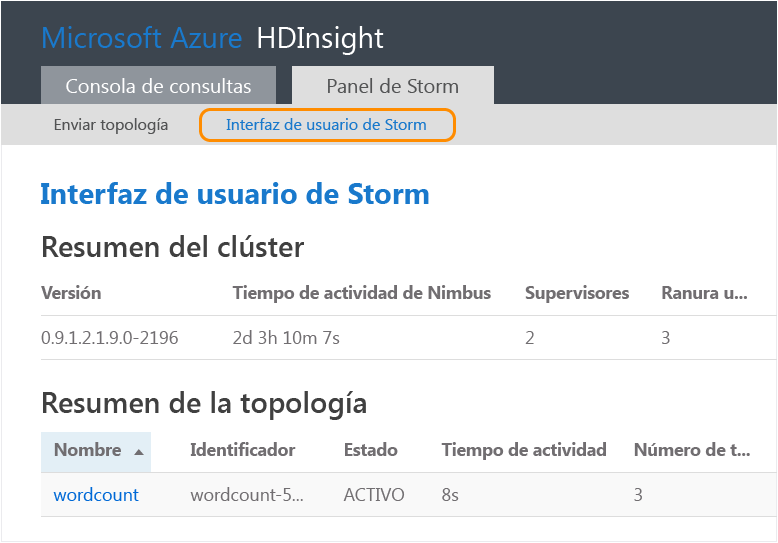 Microsoft Azure HDInsight
Consola de consultas Panel de Storm
Enviar topología Interfaz de usuario de Storm
Interfaz de usuario de Storm
Resumen del clúster
Versión Tiempo de actividad de Nimbus Supervisores Ranura u...
0.9.1.2.1.9.0-2196 2d 3h 10m 7s 2 3
Resumen de la topología
Nombre Identificador Estado Tiempo de actividad Número de t...
wordcount wordcount-5... ACTIVO 8s 3